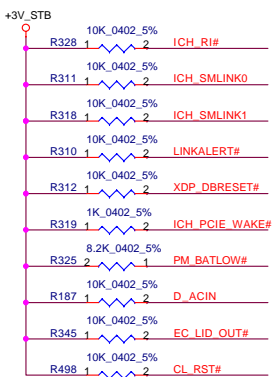 +3V_STB
10K_0402_5%
R328 1 2 ICH_RI#
10K_0402_5%
R311 1 2 ICH_SMLINK0
10K_0402_5%
R318 1 2 ICH_SMLINK1
10K_0402_5%
R310 1 2 LINKALERT#
10K_0402_5%
R312 1 2 XDP_DBRESET#
1K_0402_5%
R319 1 2 ICH_PCIE_WAKE#
8.2K_0402_5%
R325 2 1 PM_BATLOW#
10K_0402_5%
R187 1 2 D_ACIN
10K_0402_5%
R345 1 2 EC_LID_OUT#
10K_0402_5%
R498 1 2 CL_RST#